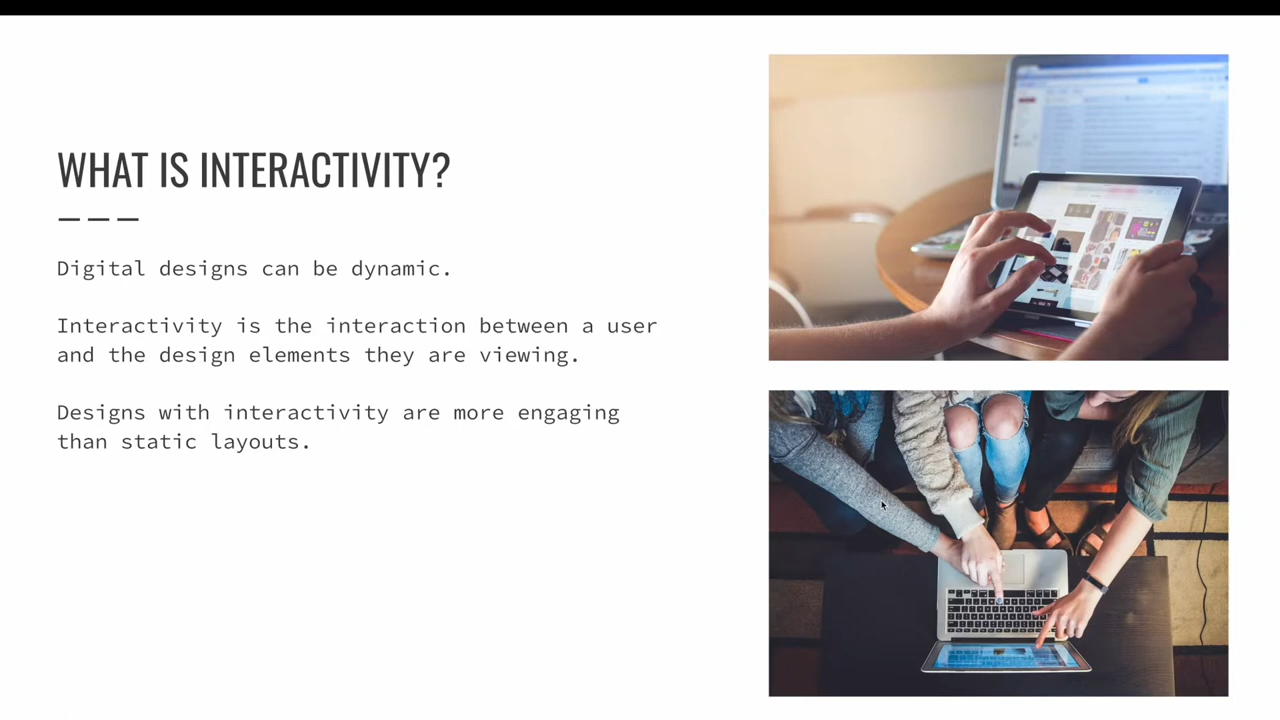 WHAT IS INTERACTIVITY?
Digital designs can be dynamic.
Interactivity is the interaction between a user
and the design elements they are viewing.
Designs with interactivity are more engaging
than static layouts.